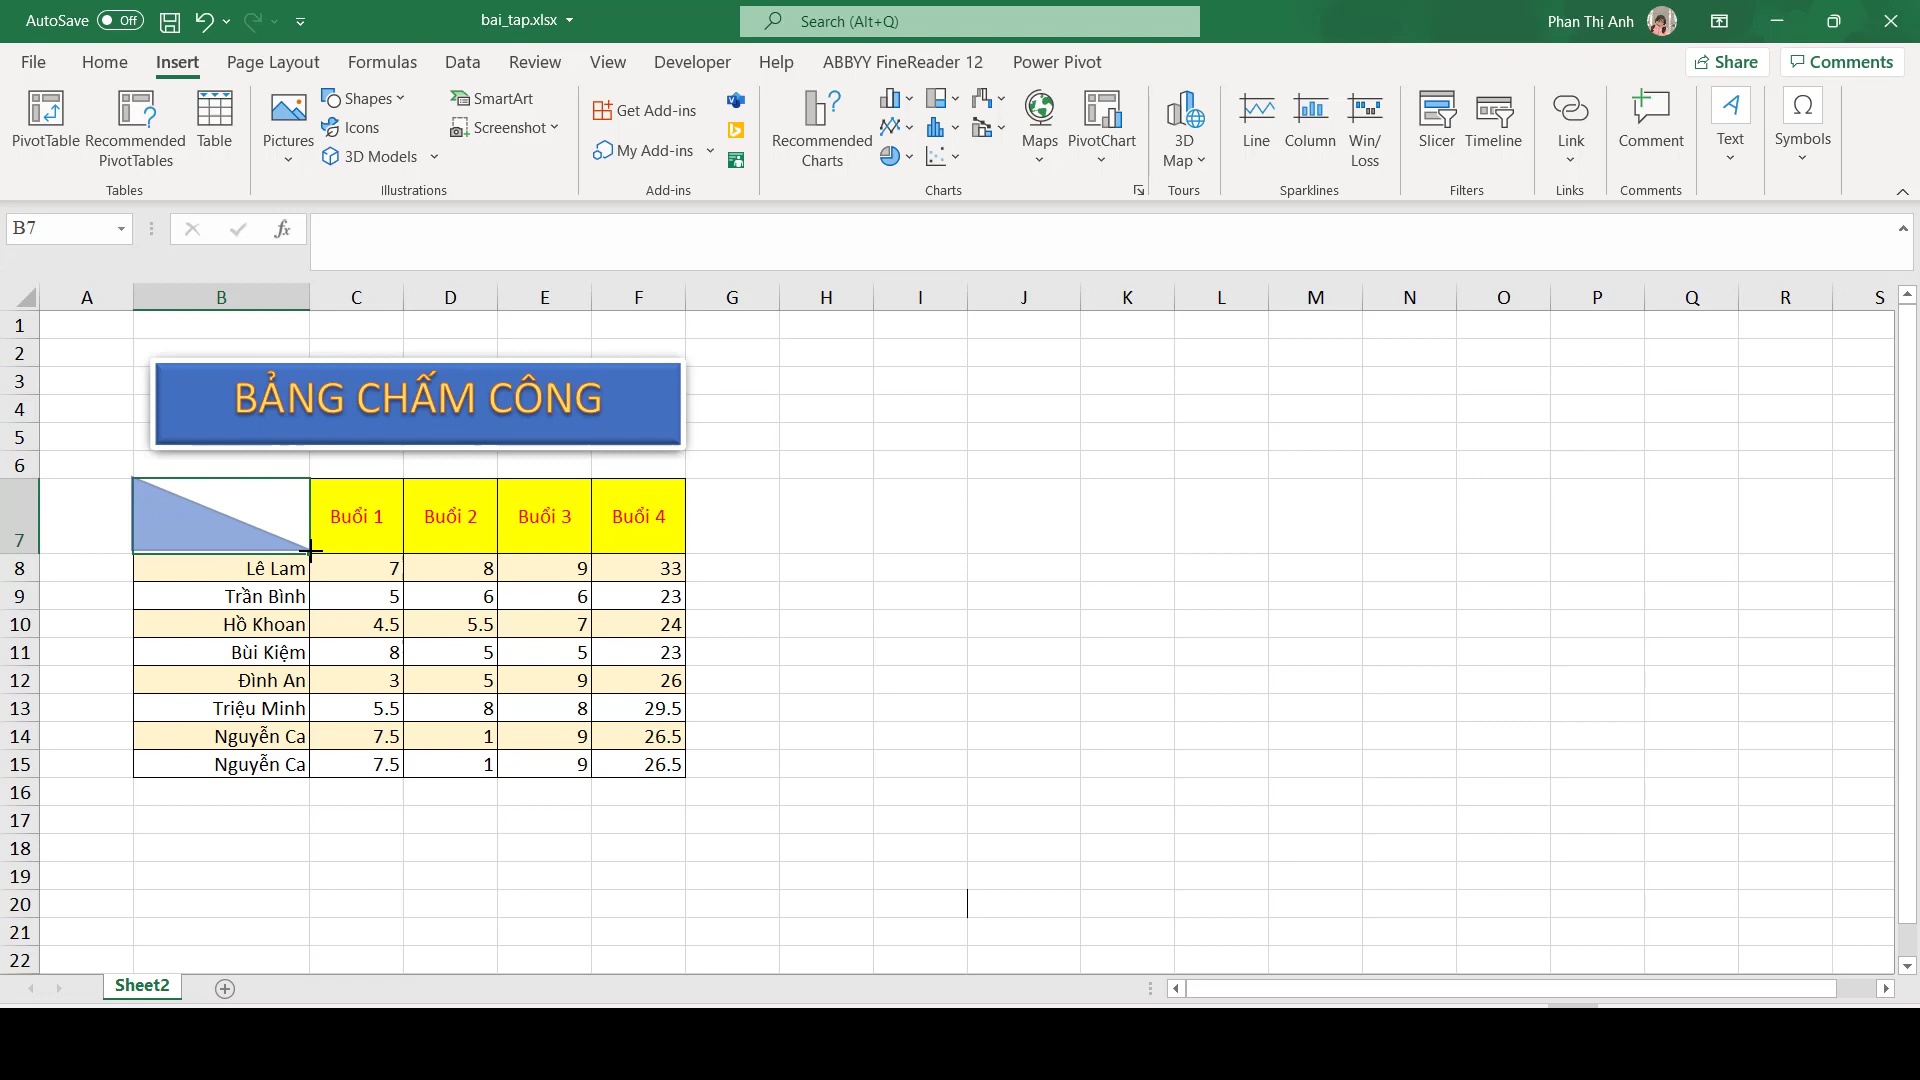 AutoSave Off bai_tap.xlsx Search (Alt+Q) Phan Thị Anh
File Home Insert Page Layout Formulas Data Review View Developer Help ABBYY FineReader 12 Power Pivot Share Comments
PivotTable
Recommended
PivotTables
Table
Tables
Pictures
Shapes
Icons
3D Models
SmartArt
Screenshot
Illustrations
Get Add-ins
My Add-ins
Add-ins
Recommended
Charts
Maps
PivotChart
Charts
3D
Map
Tours
Line
Column
Win/
Loss
Sparklines
Slicer
Timeline
Filters
Link
Links
Comment
Comments
Text
Symbols
B7 fx
A B C D E F G H I J K L M N O P Q R S
1
2
3
BẢNG CHẤM CÔNG
4
5
6
7 Buổi 1 Buổi 2 Buổi 3 Buổi 4
8 Lê Lam 7 8 9 33
9 Trần Bình 5 6 6 23
10 Hồ Khoan 4.5 5.5 7 24
11 Bùi Kiệm 8 5 5 23
12 Đình An 3 5 9 26
13 Triệu Minh 5.5 8 8 29.5
14 Nguyễn Ca 7.5 1 9 26.5
15 Nguyễn Ca 7.5 1 9 26.5
16
17
18
19
20
21
22
Sheet2